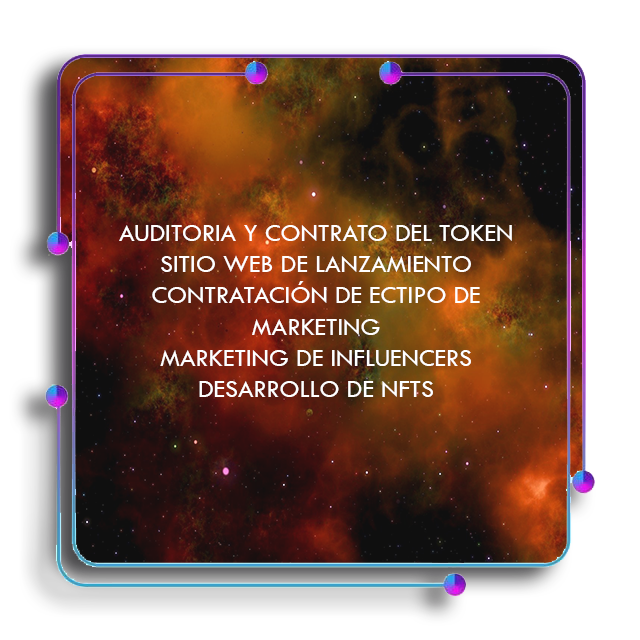 AUDITORIA Y CONTRATO DEL TOKEN
SITIO WEB DE LANZAMIENTO
CONTRATACIÓN DE ECTIPO DE
MARKETING
MARKETING DE INFLUENCERS
DESARROLLO DE NFTS